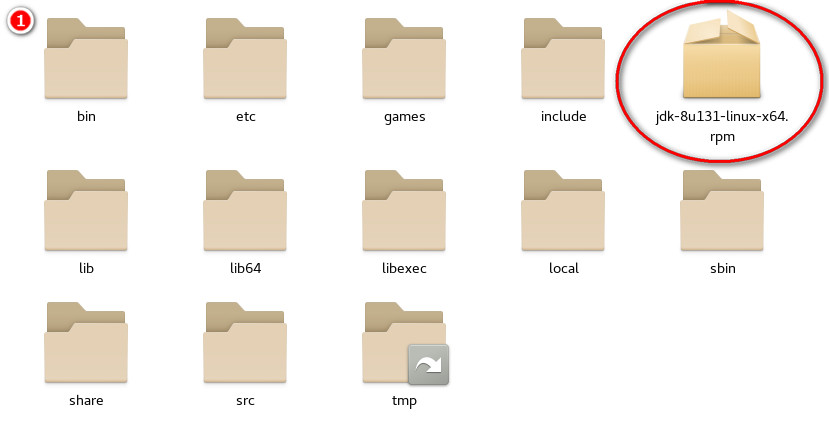 1
bin
etc
games
include
jdk-8u131-linux-x64.
rpm
lib
lib64
libexec
local
sbin
share
src
tmp